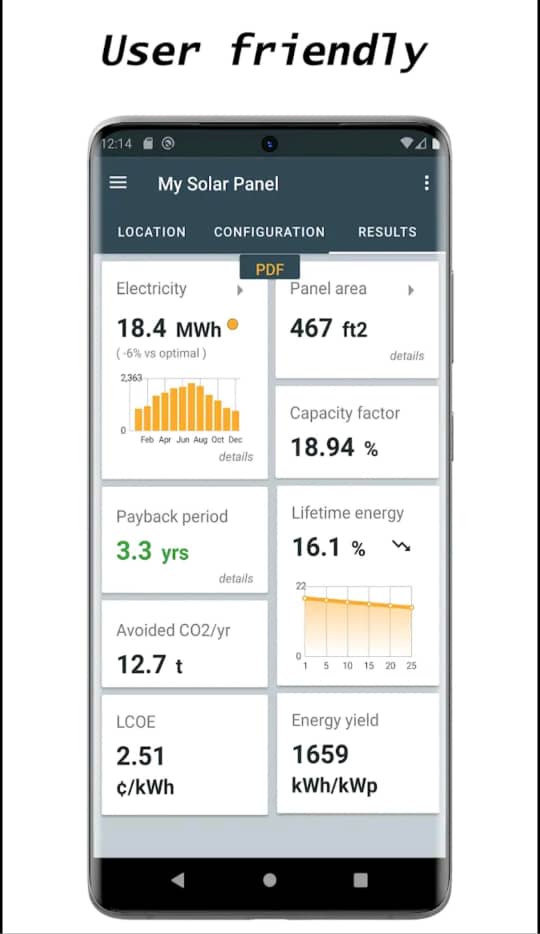 User friendly
12:14
My Solar Panel
LOCATION CONFIGURATION RESULTS
PDF
Electricity
18.4 MWh
( -6% vs optimal )
2,363
0
Feb Apr Jun Aug Oct Dec
details
Panel area
467 ft2
details
Capacity factor
18.94 %
Payback period
3.3 yrs
details
Lifetime energy
16.1 %
22
0
1 5 10 15 20 25
Avoided CO2/yr
12.7 t
LCOE
2.51
¢/kWh
Energy yield
1659
kWh/kWp